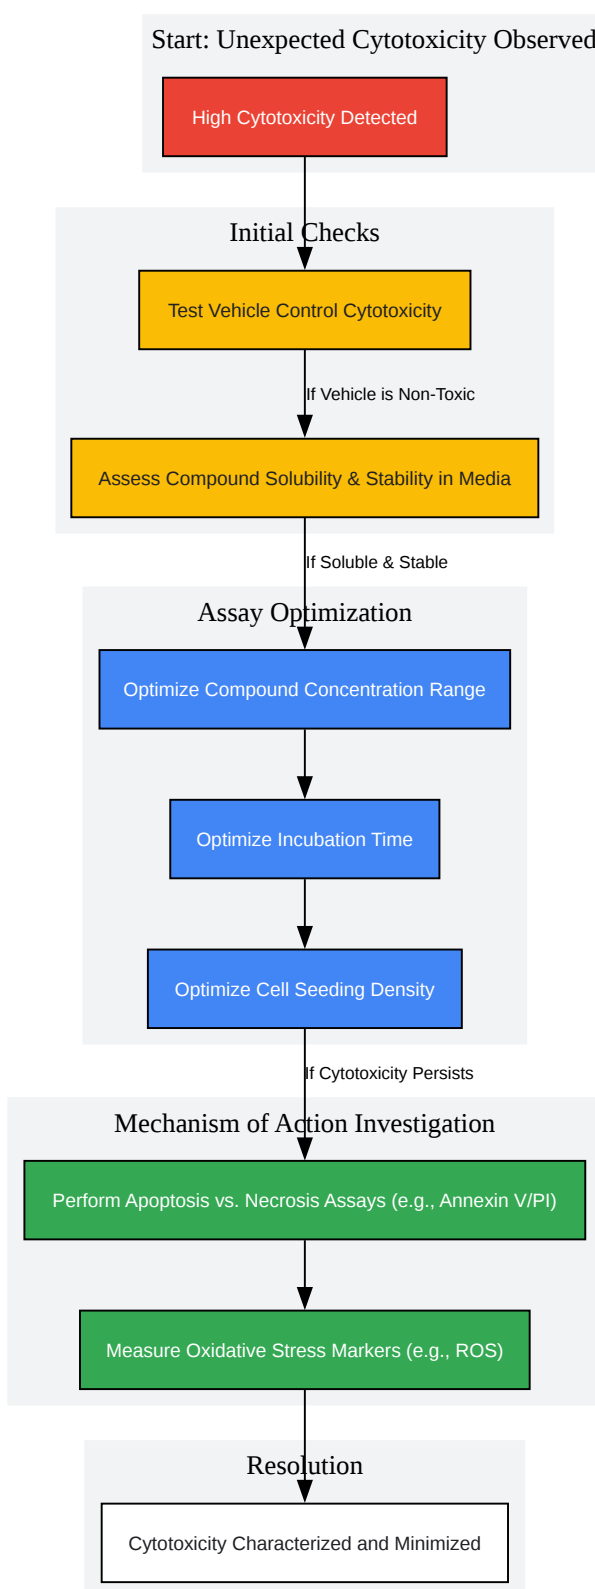 Start: Unexpected Cytotoxicity Observed
High Cytotoxicity Detected
Initial Checks
Test Vehicle Control Cytotoxicity
If Vehicle is Non-Toxic
Assess Compound Solubility & Stability in Media
If Soluble & Stable
Assay Optimization
Optimize Compound Concentration Range
Optimize Incubation Time
Optimize Cell Seeding Density
If Cytotoxicity Persists
Mechanism of Action Investigation
Perform Apoptosis vs. Necrosis Assays (e.g., Annexin V/PI)
Measure Oxidative Stress Markers (e.g., ROS)
Resolution
Cytotoxicity Characterized and Minimized